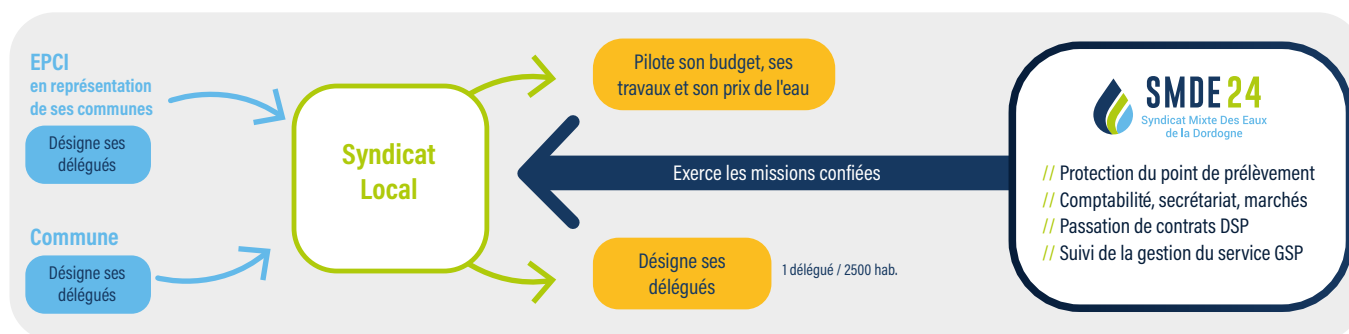 EPCI
en représentation
de ses communes
Désigne ses
délégués
Commune
Désigne ses
délégués
Syndicat
Local
Pilote son budget, ses
travaux et son prix de l'eau
Exerce les missions confiées
Désigne ses
délégués
1 délégué / 2500 hab.
SMDE 24
Syndicat Mixte Des Eaux
de la Dordogne
// Protection du point de prélèvement
// Comptabilité, secrétariat, marchés
// Passation de contrats DSP
// Suivi de la gestion du service GSP